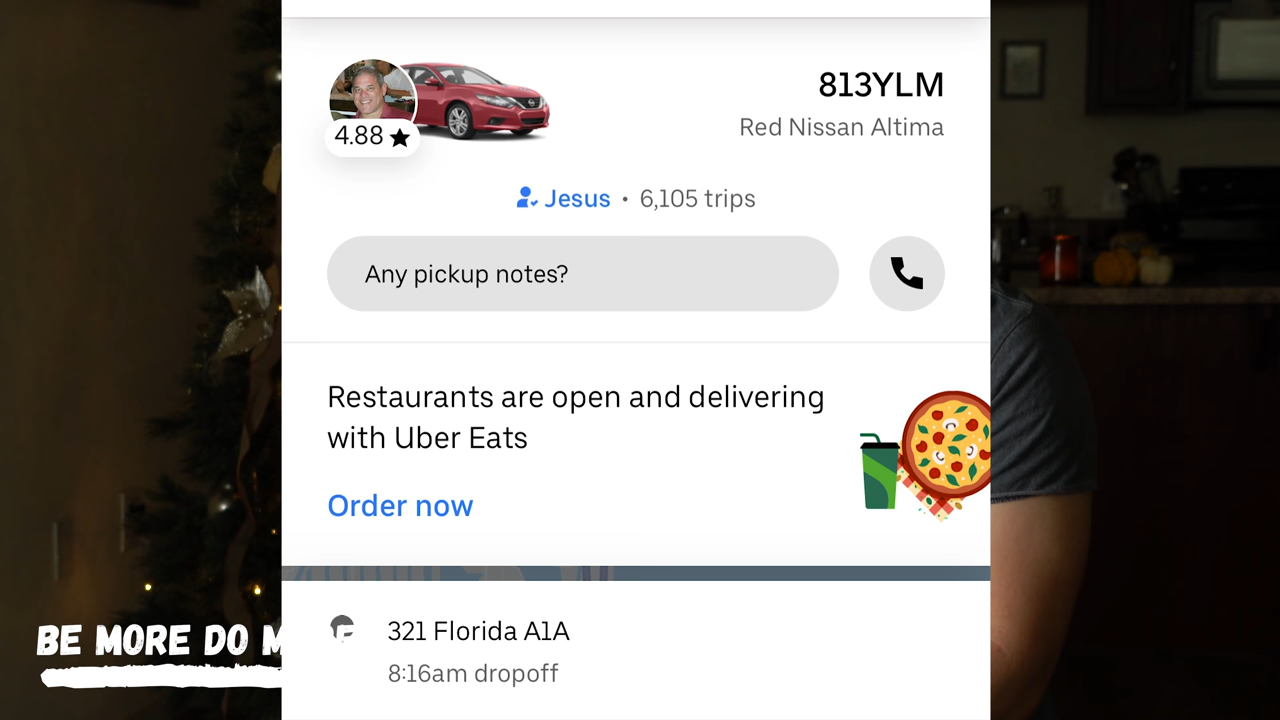 813YLM
Red Nissan Altima
4.88 ★
Jesus • 6,105 trips
Any pickup notes?
Restaurants are open and delivering
with Uber Eats
Order now
321 Florida A1A
8:16am dropoff
BE MORE DO M